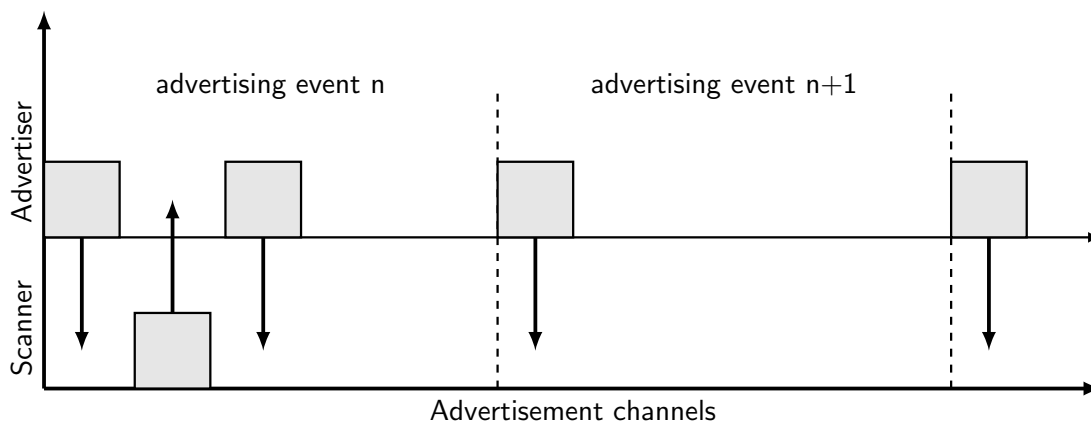 advertising event n
advertising event n+1
Advertiser
Scanner
Advertisement channels